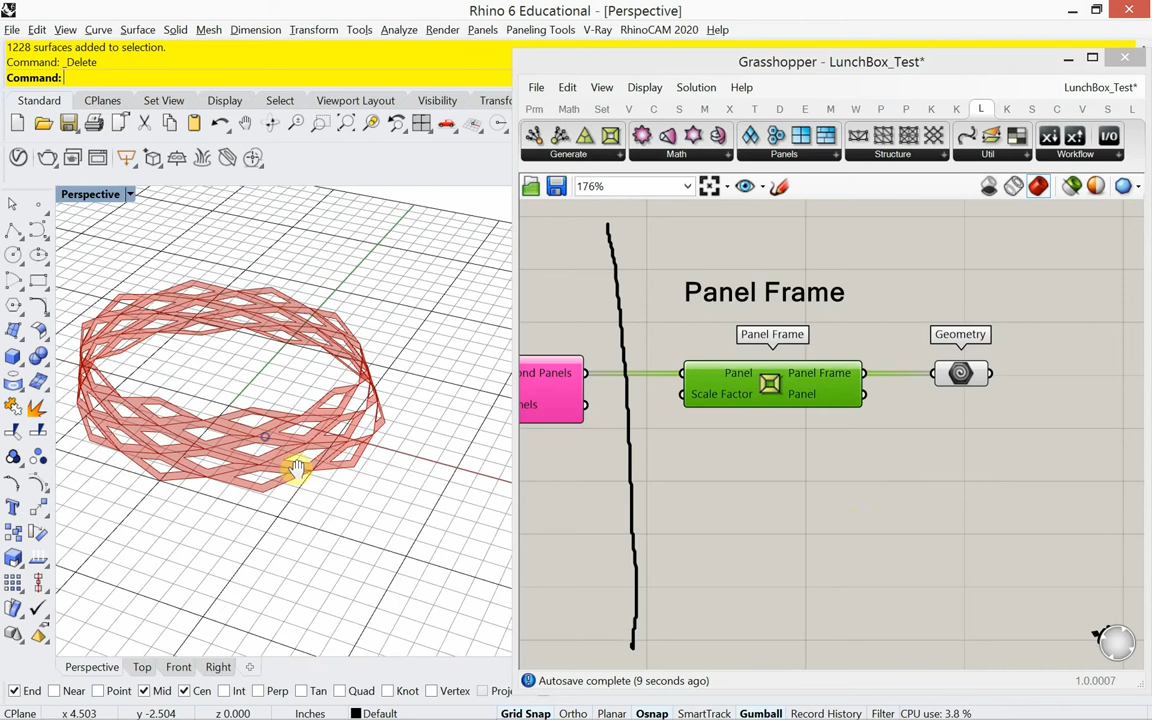 Rhino 6 Educational - [Perspective]
File Edit View Curve Surface Solid Mesh Dimension Transform Tools Analyze Render Panels Paneling Tools V-Ray RhinoCAM 2020 Help
1228 surfaces added to selection.
Command: _Delete
Command:
Standard CPlanes Set View Display Select Viewport Layout Visibility Transfo
Perspective
Grasshopper - LunchBox_Test*
File Edit View Display Solution Help LunchBox_Test*
Prm Math Set V C S M X D T D A W P P K K L K S C V L S L
Generate + Math + Panels + Structure + Util + Workflow +
176%
Panel Frame
Panel Frame
Geometry
ond Panels
nels
Panel
Scale Factor
Panel Frame
Panel
Autosave complete (9 seconds ago) 1.0.0007
Perspective Top Front Right
End Near Point Mid Cen Int Perp Tan Quad Knot Vertex Proje
CPlane x 4.503 y -2.504 z 0.000 Inches Default Grid Snap Ortho Planar Osnap SmartTrack Gumball Record History Filter CPU use: 3.8 %